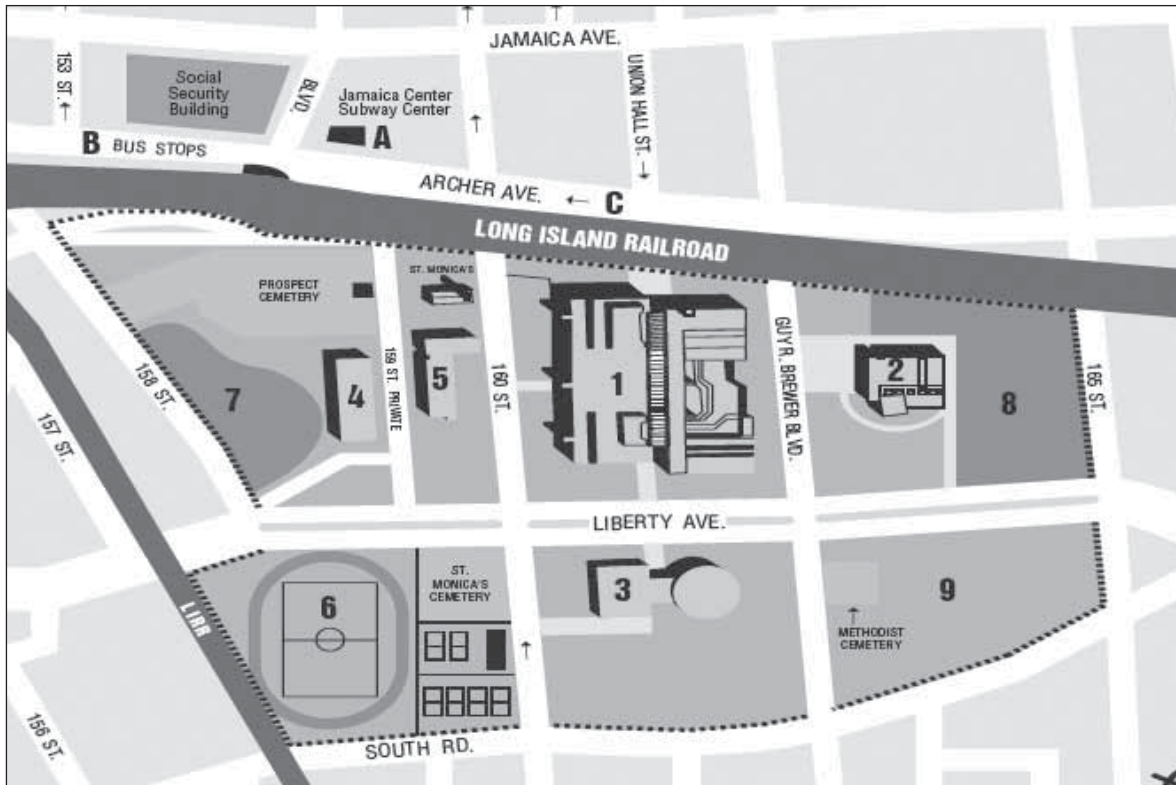 JAMAICA AVE.
153 ST.
Social
Security
Building
BLVD.
Jamaica Center
Subway Center
A
UNION HALL ST.
B BUS STOPS
ARCHER AVE. ← C
LONG ISLAND RAILROAD
PROSPECT
CEMETERY
ST. MONICA'S
158 ST.
157 ST.
7
4
159 ST. PRIVATE
5
160 ST.
1
GUY R. BREWER BLVD.
2
8
165 ST.
LIBERTY AVE.
6
ST.
MONICA'S
CEMETERY
3
9
METHODIST
CEMETERY
LIRR
156 ST.
SOUTH RD.